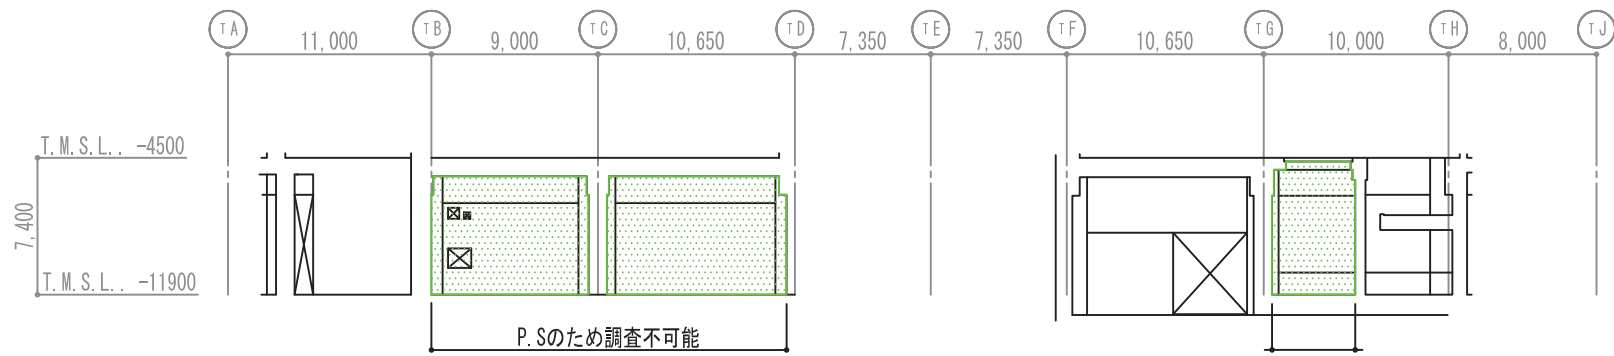 TA TB TC TD TE TF TG TH TJ
11,000 9,000 10,650 7,350 7,350 10,650 10,000 8,000
T.M.S.L.. -4500
7,400
T.M.S.L.. -11900
P.Sのため調査不可能